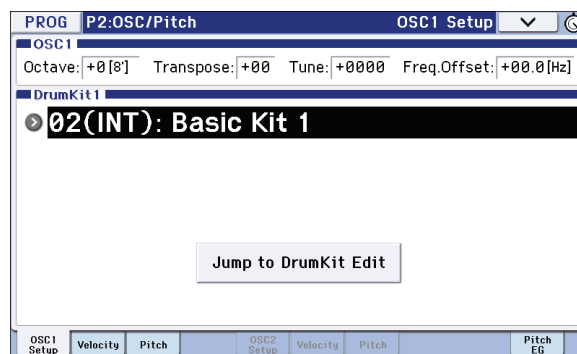 PROG P2:OSC/Pitch OSC1 Setup
OSC1
Octave: +0[8'] Transpose: +00 Tune: +0000 Freq.Offset: +00.0[Hz]
DrumKit1
02(INT): Basic Kit 1
Jump to DrumKit Edit
OSC1 Setup Velocity Pitch OSC2 Setup Velocity Pitch Pitch EG